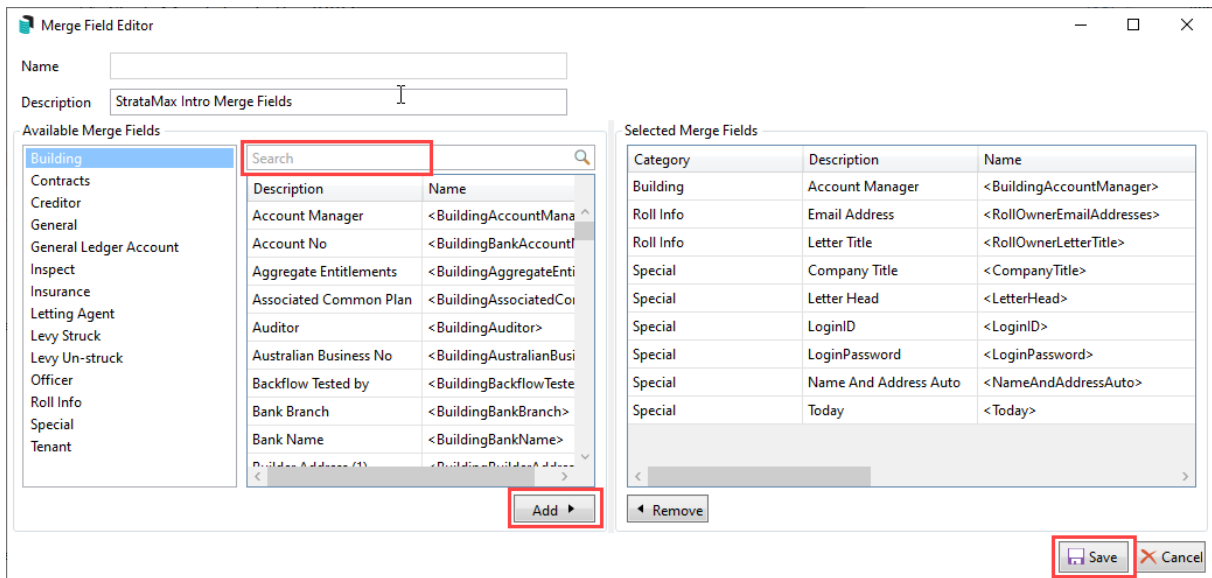 Merge Field Editor
Name
Description StrataMax Intro Merge Fields
Available Merge Fields
Building
Contracts
Creditor
General
General Ledger Account
Inspect
Insurance
Letting Agent
Levy Struck
Levy Un-struck
Officer
Roll Info
Special
Tenant
Search
Description Name
Account Manager <BuildingAccountMana
Account No <BuildingBankAccount
Aggregate Entitlements <BuildingAggregateEnti
Associated Common Plan <BuildingAssociatedCo
Auditor <BuildingAuditor>
Australian Business No <BuildingAustralianBusi
Backflow Tested by <BuildingBackflowTeste
Bank Branch <BuildingBankBranch>
Bank Name <BuildingBankName>
Builder Address (1) <BuildingBuilderAddres
Add
Selected Merge Fields
Category Description Name
Building Account Manager <BuildingAccountManager>
Roll Info Email Address <RollOwnerEmailAddresses>
Roll Info Letter Title <RollOwnerLetterTitle>
Special Company Title <CompanyTitle>
Special Letter Head <LetterHead>
Special LoginID <LoginID>
Special LoginPassword <LoginPassword>
Special Name And Address Auto <NameAndAddressAuto>
Special Today <Today>
Remove
Save Cancel